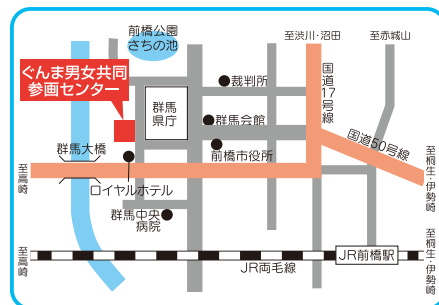 前橋公園
さちの池
至渋川・沼田
至赤城山
ぐんま男女共同
参画センター
裁判所
国道17号線
群馬
県庁
群馬会館
国道50号線
群馬大橋
前橋市役所
至高崎
ロイヤルホテル
至桐生・伊勢崎
群馬中央
病院
至高崎
JR両毛線
JR前橋駅
至桐生・伊勢崎